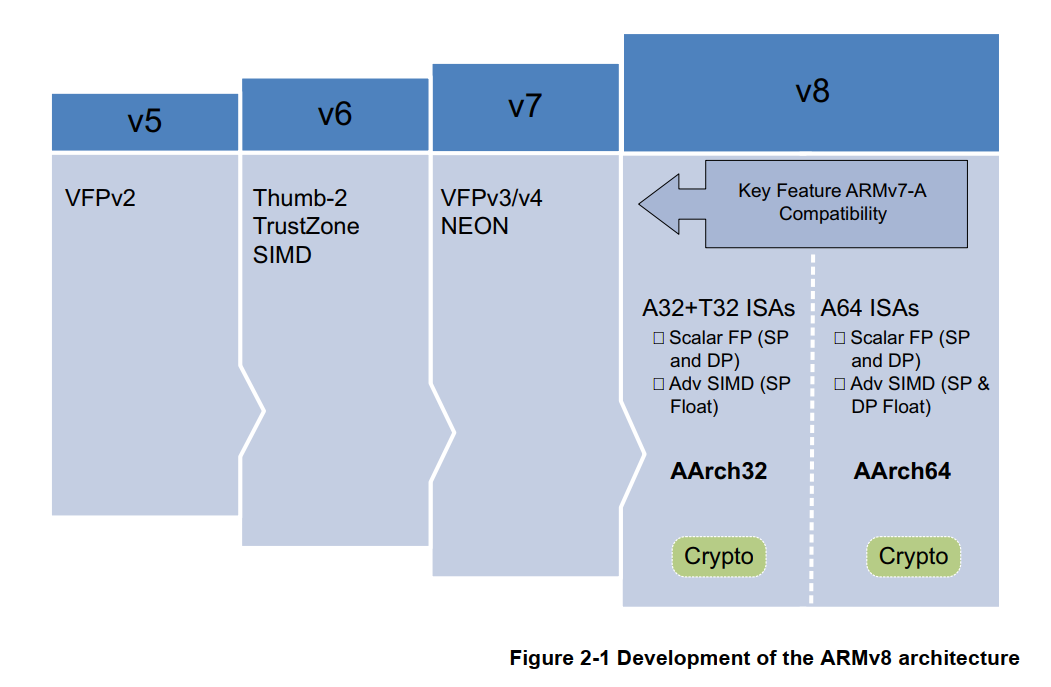 v5
v6
v7
v8
VFPv2
Thumb-2
TrustZone
SIMD
VFPv3/v4
NEON
Key Feature ARMv7-A
Compatibility
A32+T32 ISAs
Scalar FP (SP
and DP)
Adv SIMD (SP
Float)
AArch32
Crypto
A64 ISAs
Scalar FP (SP
and DP)
Adv SIMD (SP &
DP Float)
AArch64
Crypto
Figure 2-1 Development of the ARMv8 architecture